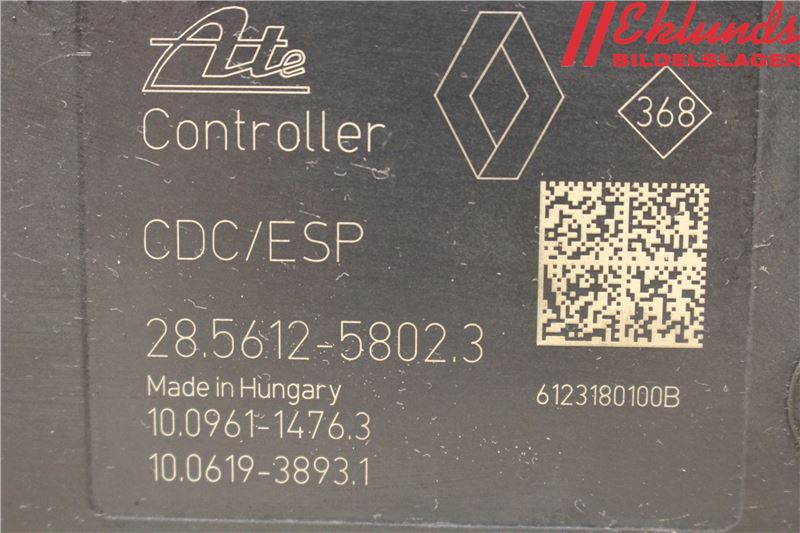 Ate
Eklunds
BILDELSLAGER
368
Controller
CDC/ESP
28.5612-5802.3
Made in Hungary
6123180100B
10.0961-1476.3
10.0619-3893.1